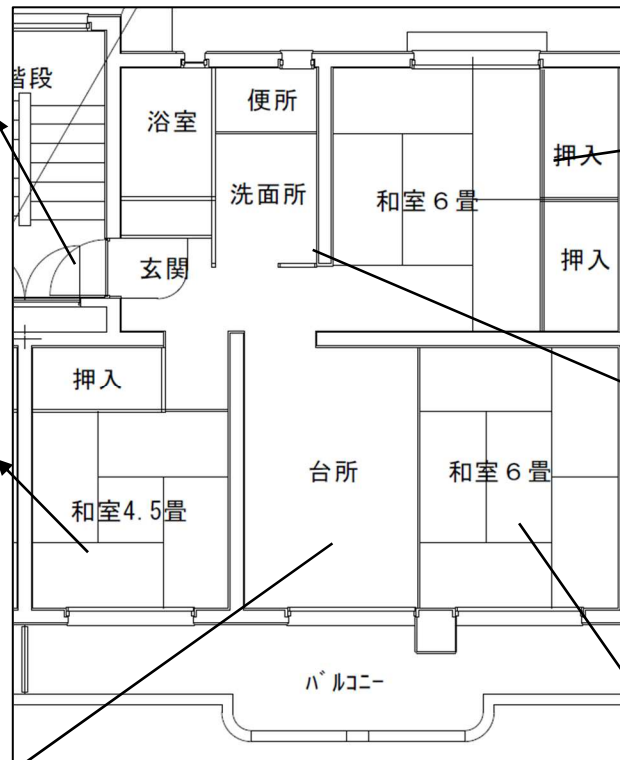 階段
浴室
便所
洗面所
和室６畳
押入
押入
玄関
押入
和室4.5畳
台所
和室６畳
バルコニー